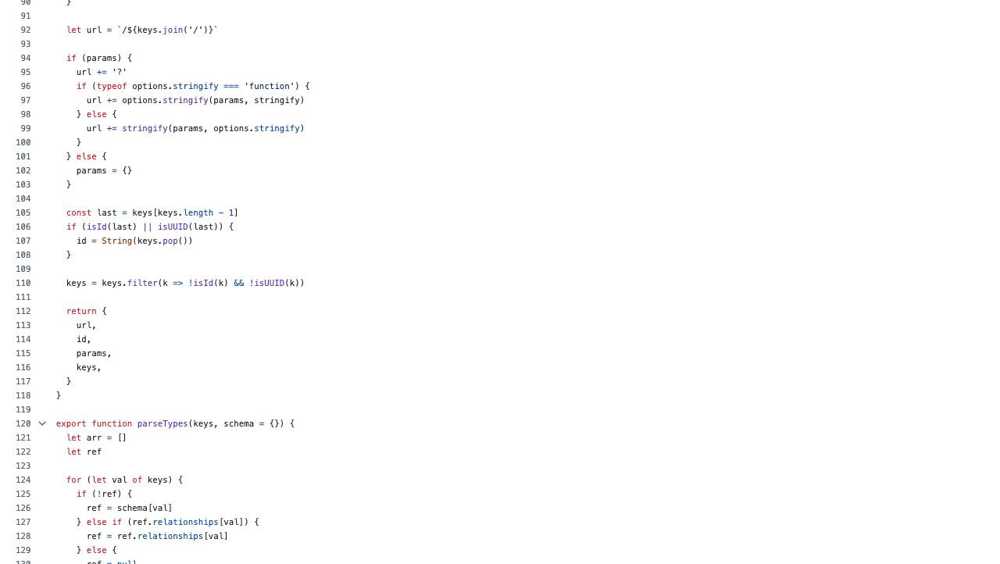 90 }
91
92 let url = `/${keys.join('/')}`
93
94 if (params) {
95 url += '?'
96 if (typeof options.stringify === 'function') {
97 url += options.stringify(params, stringify)
98 } else {
99 url += stringify(params, options.stringify)
100 }
101 } else {
102 params = {}
103 }
104
105 const last = keys[keys.length - 1]
106 if (isId(last) || isUUID(last)) {
107 id = String(keys.pop())
108 }
109
110 keys = keys.filter(k => !isId(k) && !isUUID(k))
111
112 return {
113 url,
114 id,
115 params,
116 keys,
117 }
118 }
119
120 export function parseTypes(keys, schema = {}) {
121 let arr = []
122 let ref
123
124 for (let val of keys) {
125 if (!ref) {
126 ref = schema[val]
127 } else if (ref.relationships[val]) {
128 ref = ref.relationships[val]
129 } else {
130 ref = null